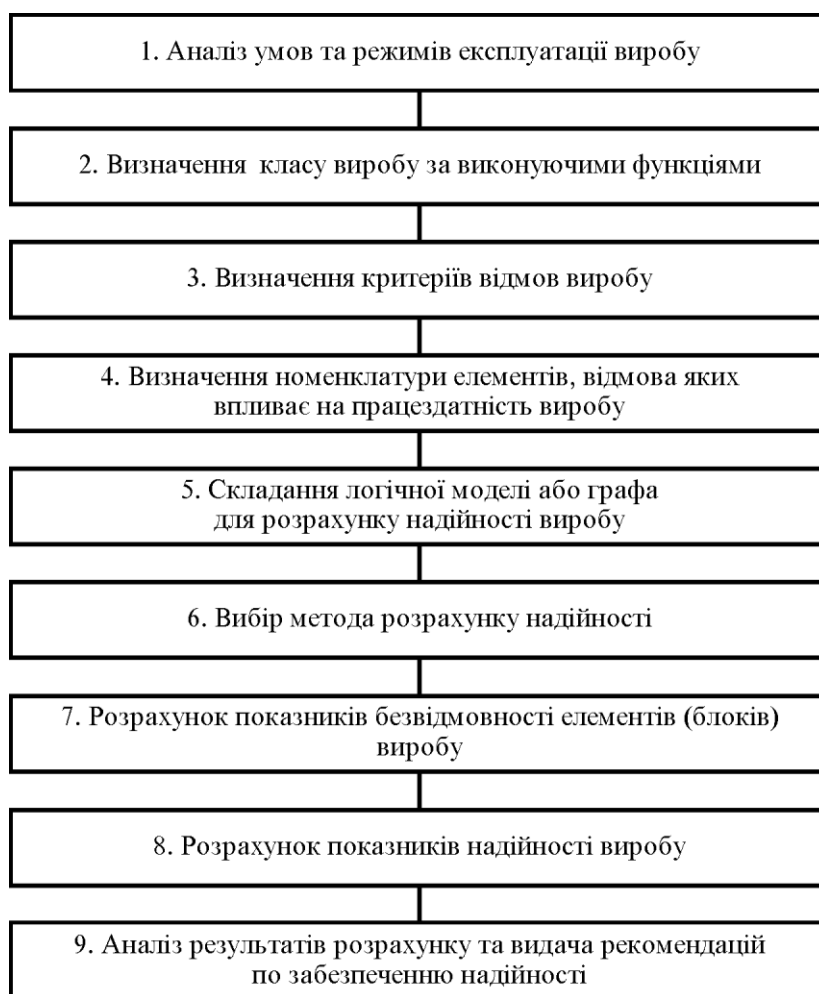 1. Аналіз умов та режимів експлуатації виробу
2. Визначення класу виробу за виконуючими функціями
3. Визначення критеріїв відмов виробу
4. Визначення номенклатури елементів, відмова яких
впливає на працездатність виробу
5. Складання логічної моделі або графа
для розрахунку надійності виробу
6. Вибір метода розрахунку надійності
7. Розрахунок показників безвідмовності елементів (блоків)
виробу
8. Розрахунок показників надійності виробу
9. Аналіз результатів розрахунку та видача рекомендацій
по забезпеченню надійності